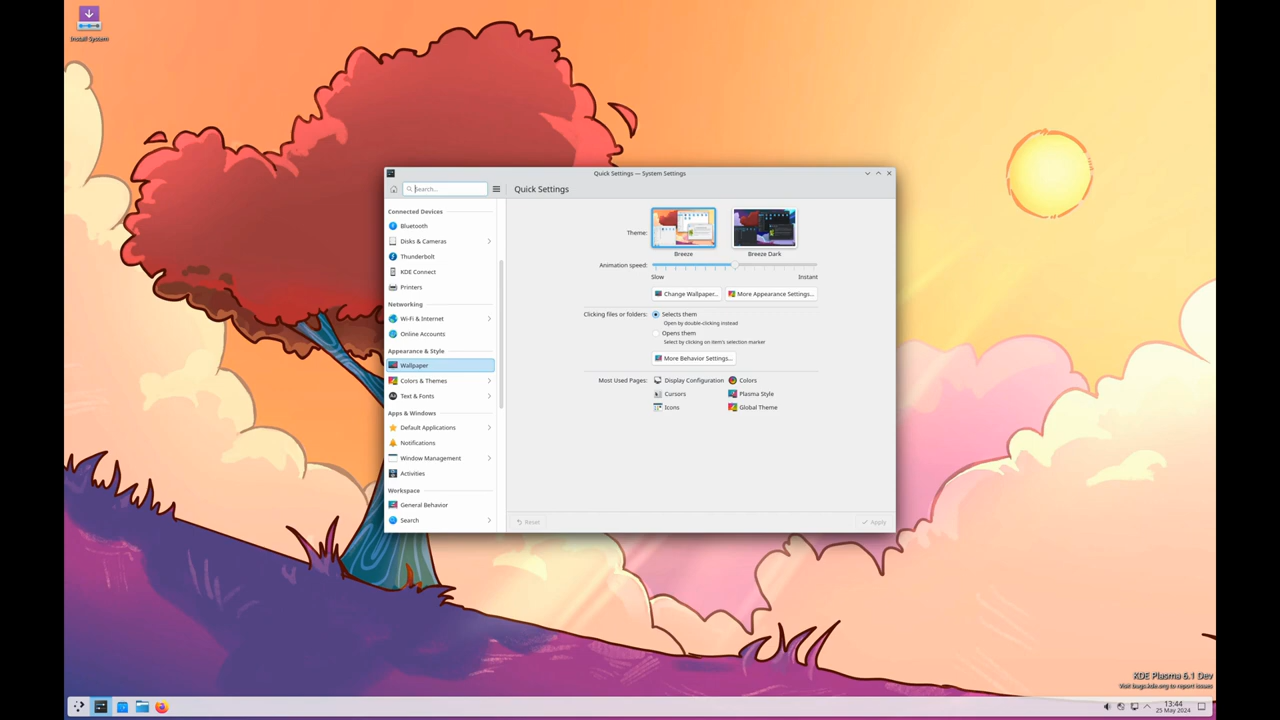 Install System
Quick Settings — System Settings
Search...
Quick Settings
Connected Devices
Bluetooth
Disks & Cameras
Thunderbolt
KDE Connect
Printers
Networking
Wi-Fi & Internet
Online Accounts
Appearance & Style
Wallpaper
Colors & Themes
Text & Fonts
Apps & Windows
Default Applications
Notifications
Window Management
Activities
Workspace
General Behavior
Search
Theme:
Breeze
Breeze Dark
Animation speed:
Slow
Instant
Change Wallpaper...
More Appearance Settings...
Clicking files or folders:
Selects them
Open by double-clicking instead
Opens them
Select by clicking on item's selection marker
More Behavior Settings...
Most Used Pages:
Display Configuration
Colors
Cursors
Plasma Style
Icons
Global Theme
Reset
Apply
KDE Plasma 6.1 Dev
Visit bugs.kde.org to report issues
13:44
25 May 2024